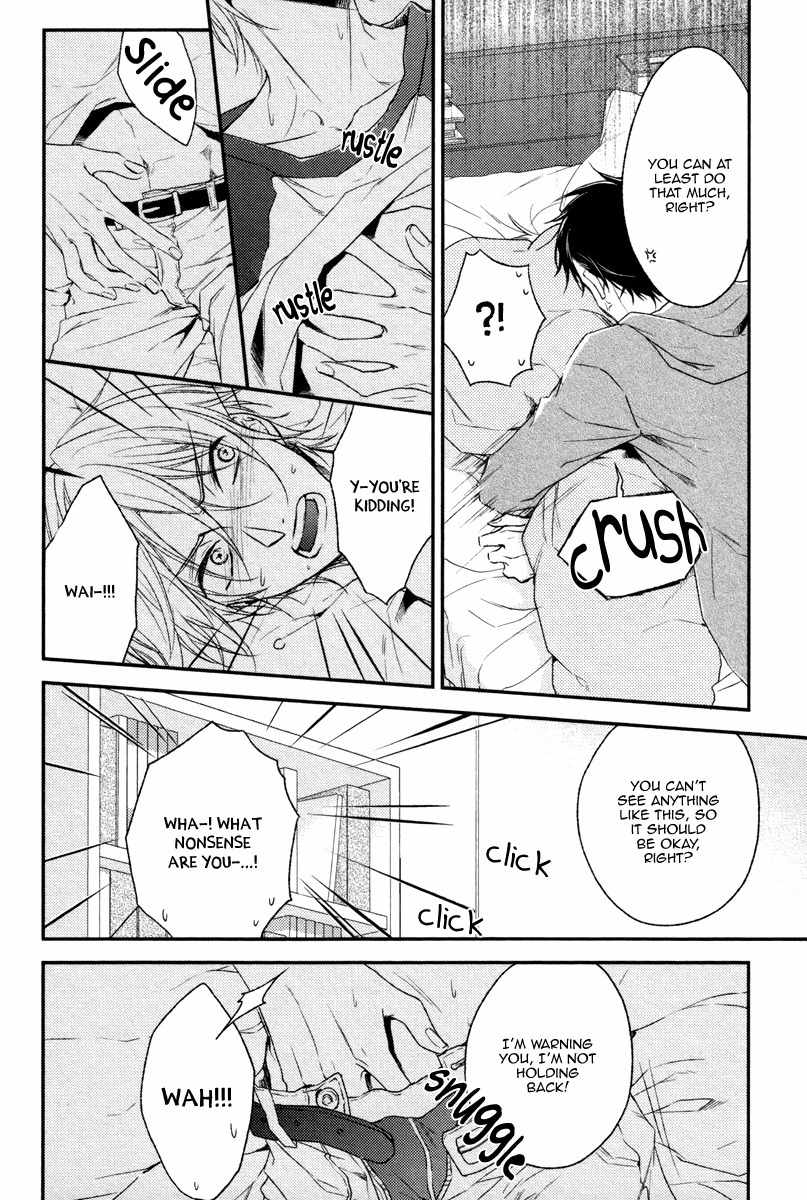 YOU CAN AT
LEAST DO
THAT MUCH,
RIGHT?
?!
crush
rustle
rustle
Slide
Y-YOU'RE
KIDDING!
WAI-!!!
YOU CAN'T
SEE ANYTHING
LIKE THIS, SO
IT SHOULD
BE OKAY,
RIGHT?
click
click
WHA-! WHAT
NONSENSE
ARE YOU-...!
I'M WARNING
YOU, I'M NOT
HOLDING
BACK!
snuggle
WAH!!!